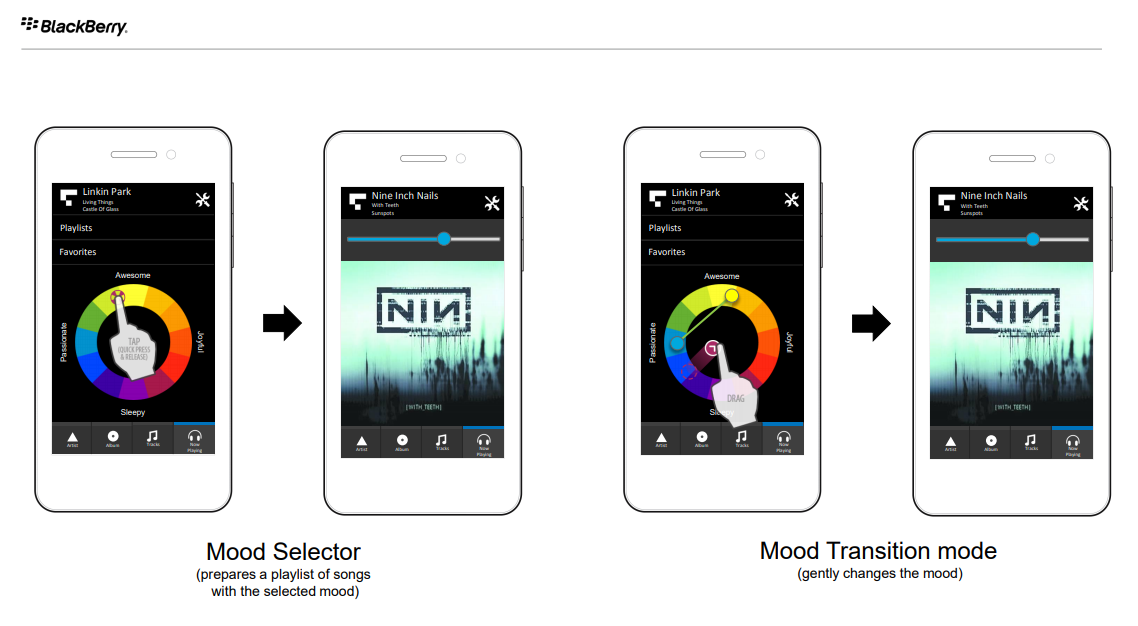 BlackBerry
Linkin Park
Living Things
Castle Of Glass
Playlists
Favorites
Awesome
Passionate
Joyful
TAP
(QUICK PRESS
& RELEASE)
Sleepy
Artist
Album
Tracks
Now
Playing
Nine Inch Nails
With Teeth
Sunspots
NIN
[WITH_TEETH]
Artist
Album
Tracks
Now
Playing
Mood Selector
(prepares a playlist of songs
with the selected mood)
Linkin Park
Living Things
Castle Of Glass
Playlists
Favorites
Awesome
Passionate
Joyful
DRAG
Sleepy
Artist
Album
Tracks
Now
Playing
Nine Inch Nails
With Teeth
Sunspots
NIN
[WITH_TEETH]
Artist
Album
Tracks
Now
Playing
Mood Transition mode
(gently changes the mood)